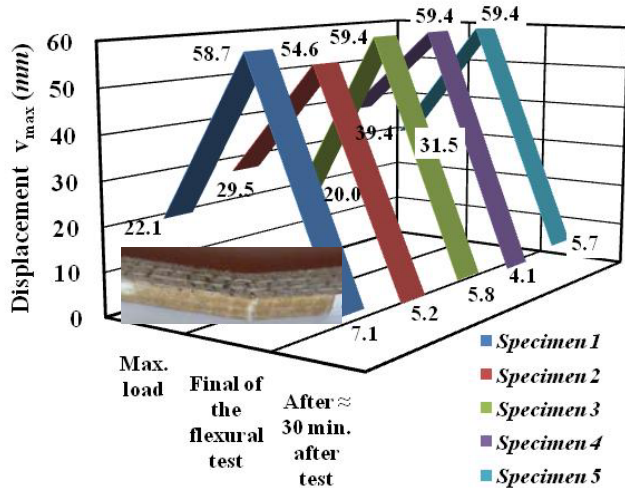 Displacement vmax (mm)
60
50
40
30
20
10
0
58.7
54.6
59.4
59.4
59.4
22.1
29.5
20.0
39.4
31.5
7.1
5.2
5.8
4.1
5.7
Max.
load
Final of
the
flexural
test
After ≈
30 min.
after
test
Specimen 1
Specimen 2
Specimen 3
Specimen 4
Specimen 5